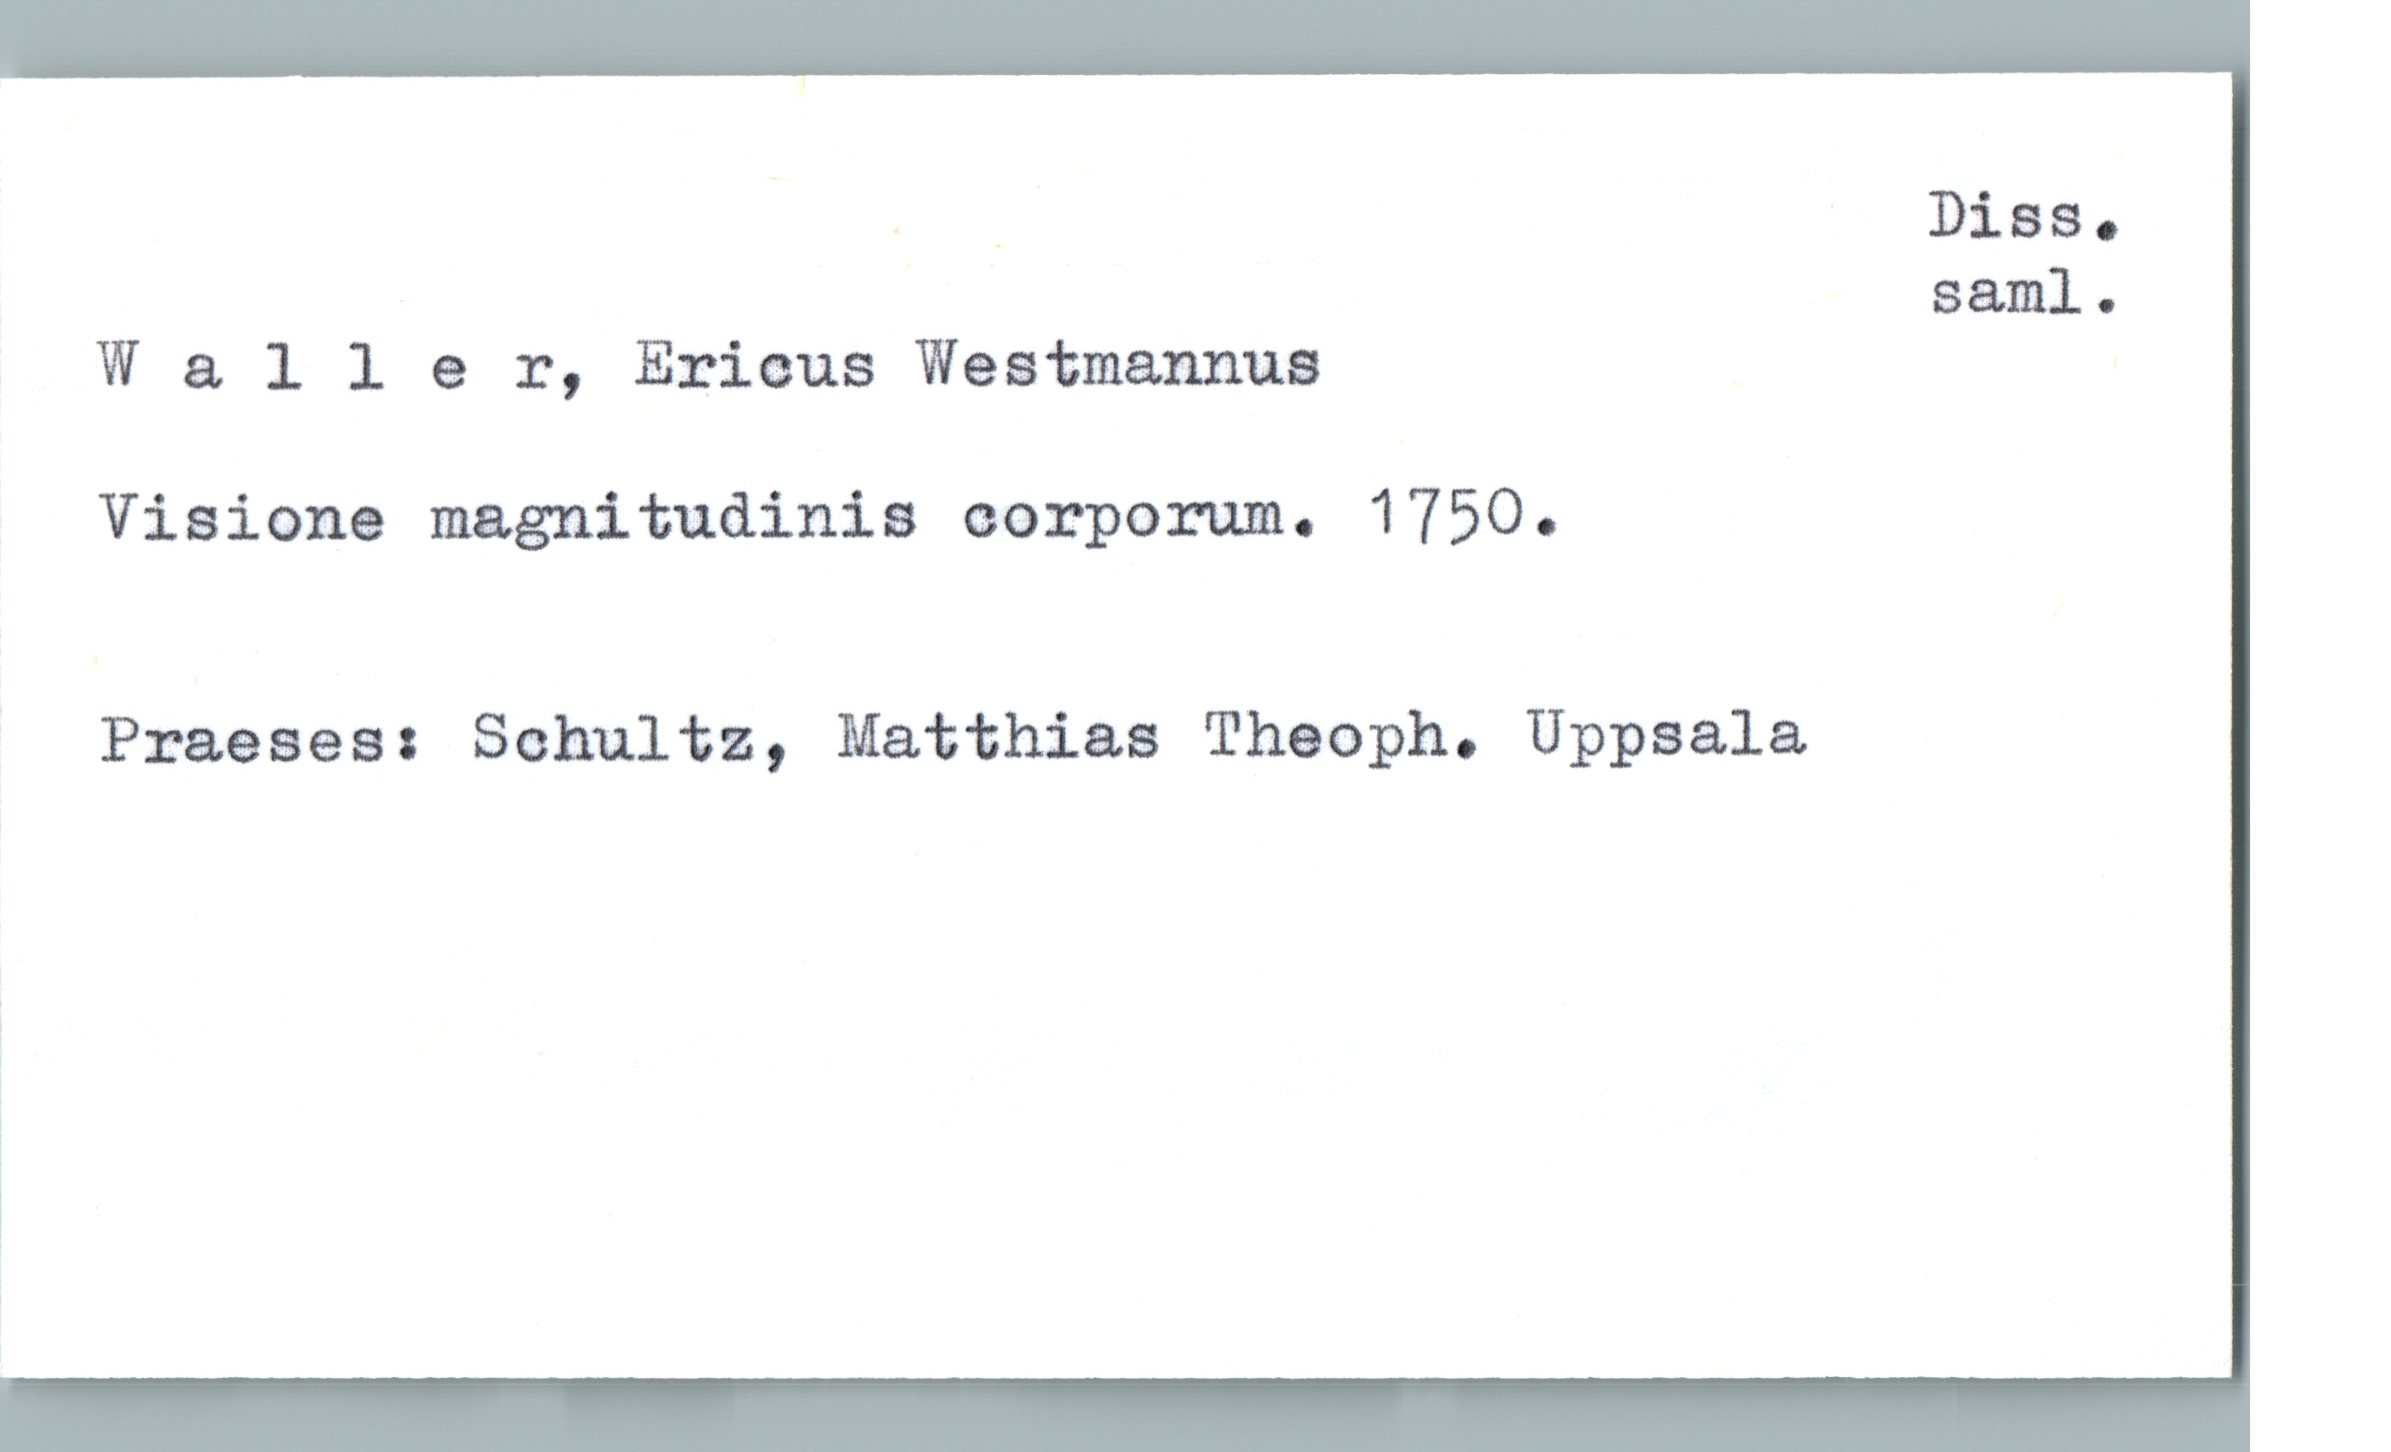 Diss.
saml.
W a l l e r, Ericus Westmannus
Visione magnitudinis corporum. 1750.
Praeses: Schultz, Matthias Theoph. Uppsala